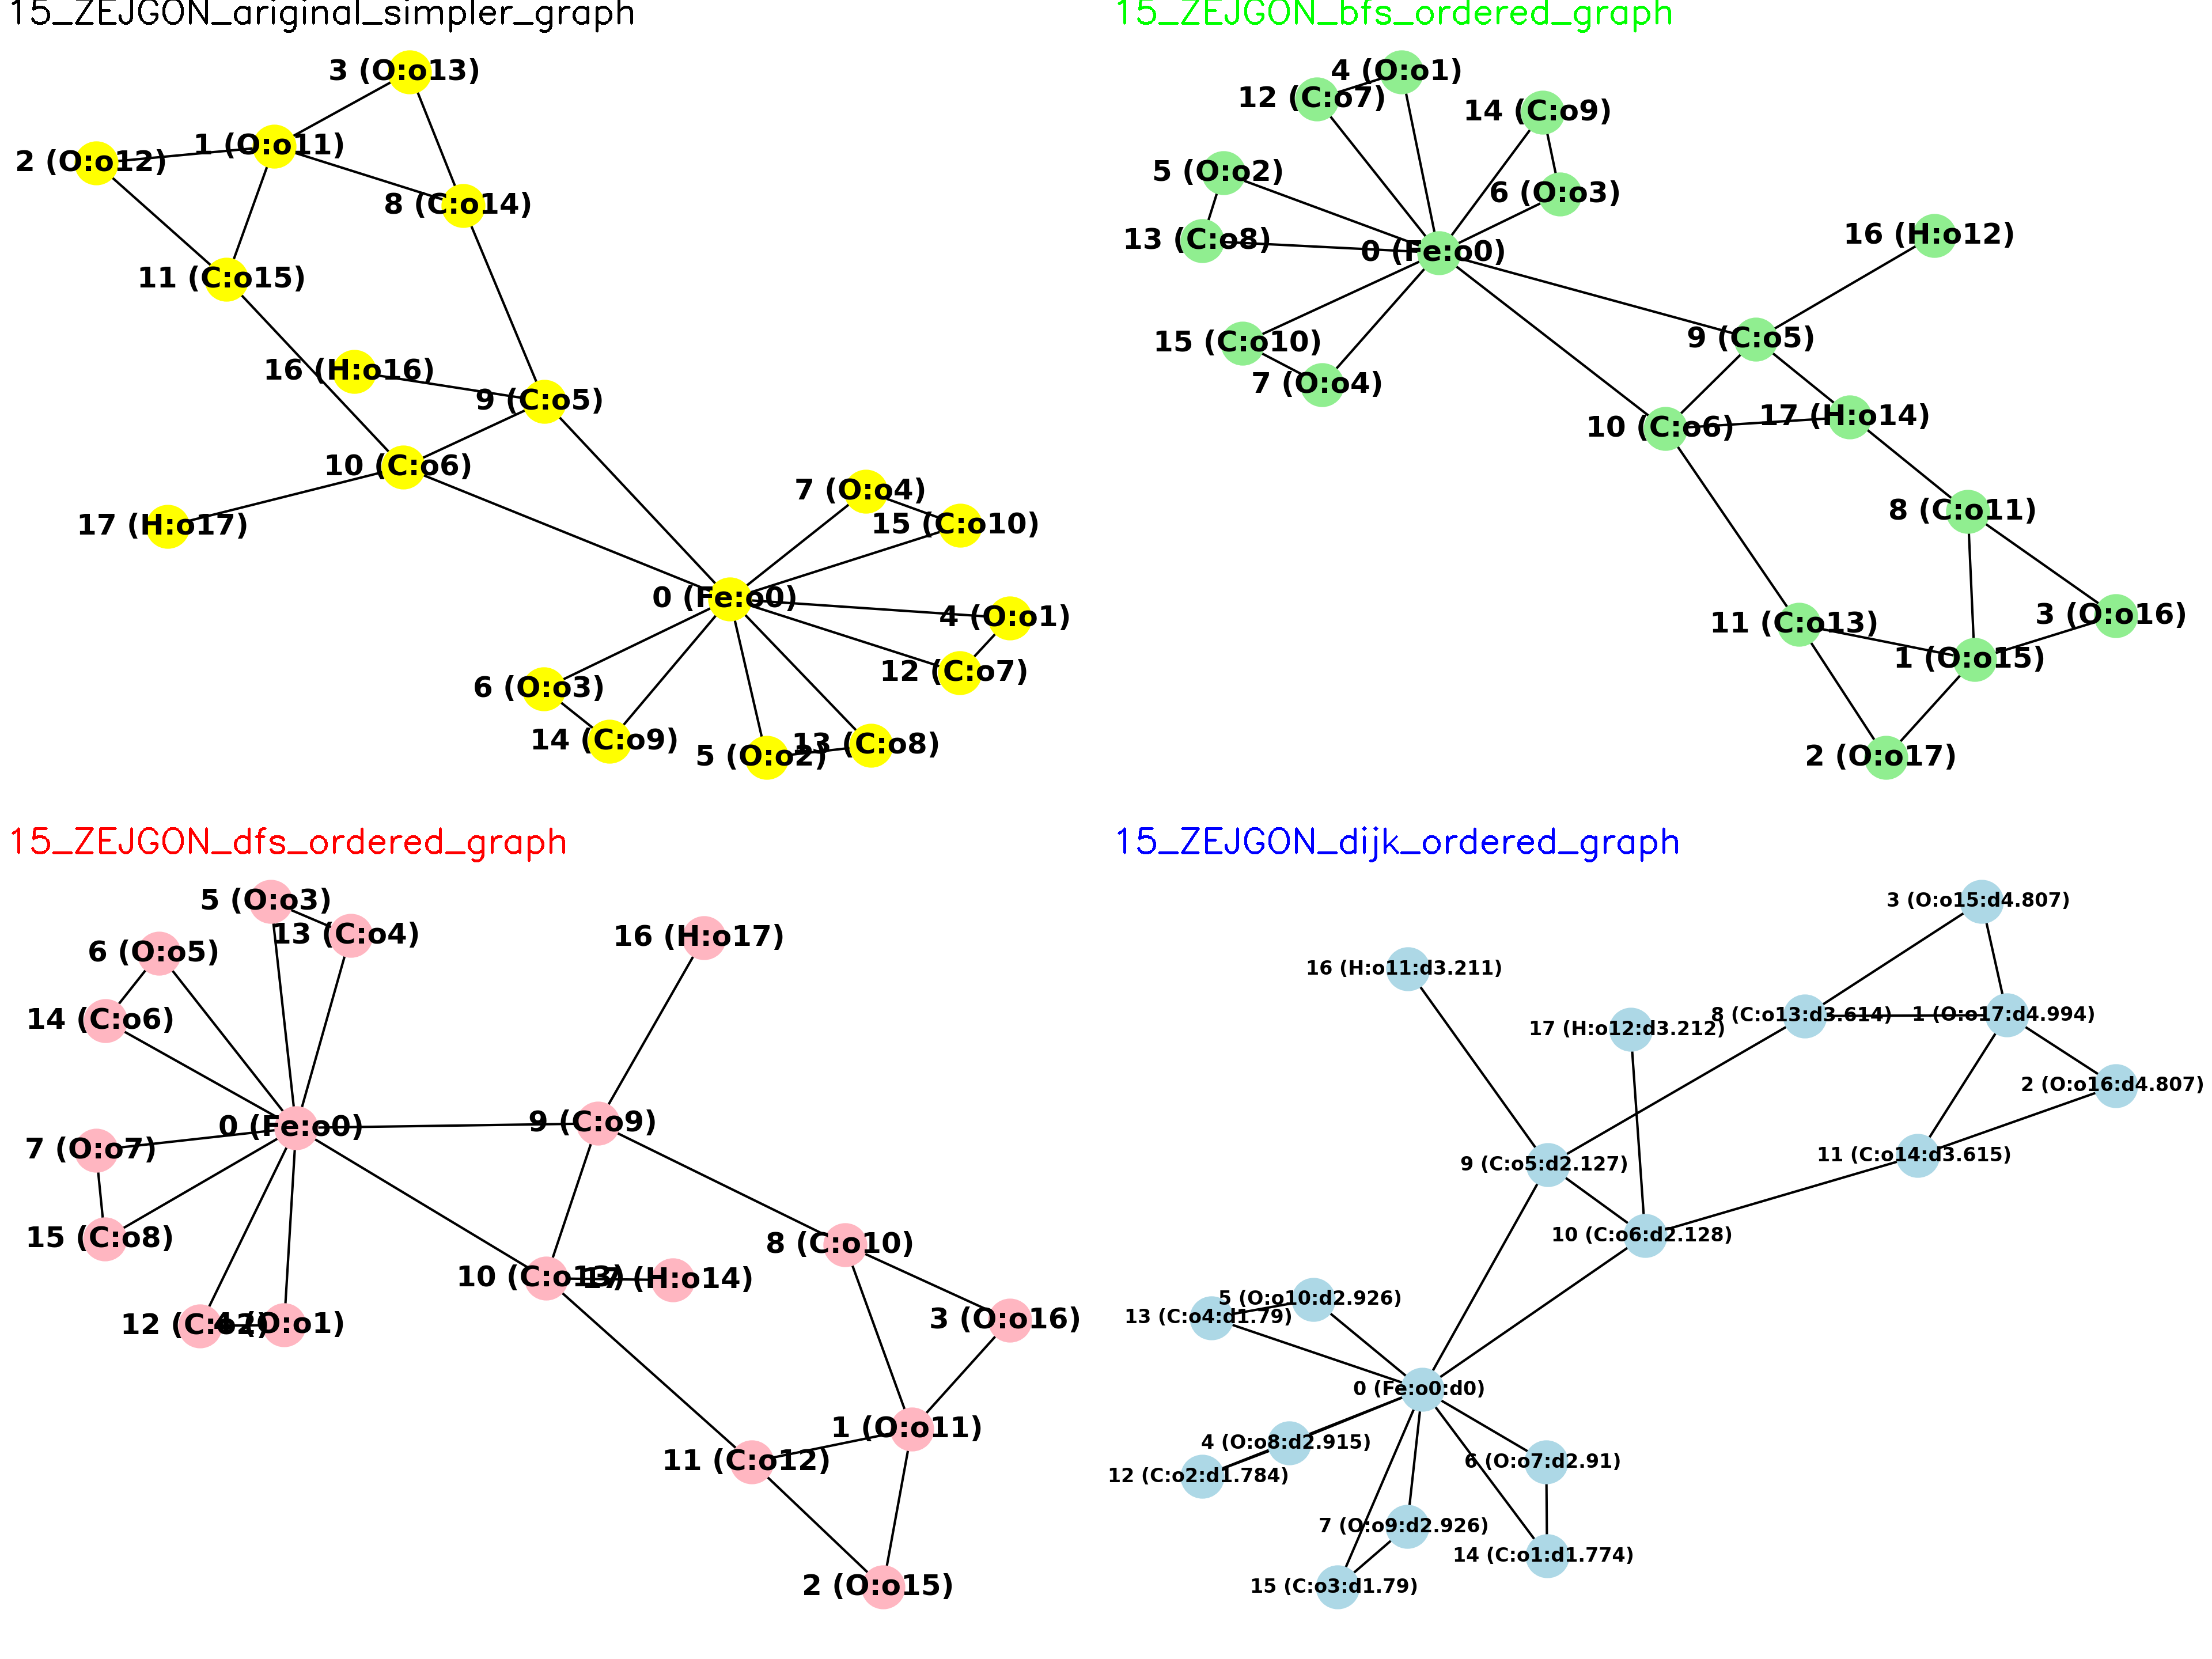 15_ZEJGON_ariginal_simpler_graph
3 (O:o13)
1 (O:o11)
2 (O:o12)
8 (C:o14)
11 (C:o15)
16 (H:o16)
9 (C:o5)
10 (C:o6)
17 (H:o17)
7 (O:o4)
15 (C:o10)
0 (Fe:o0)
4 (O:o1)
12 (C:o7)
6 (O:o3)
14 (C:o9)
5 (O:o2)
13 (C:o8)
15_ZEJGON_bfs_ordered_graph
4 (O:o1)
12 (C:o7)
14 (C:o9)
5 (O:o2)
6 (O:o3)
13 (C:o8)
0 (Fe:o0)
16 (H:o12)
15 (C:o10)
9 (C:o5)
7 (O:o4)
10 (C:o6)
17 (H:o14)
8 (C:o11)
11 (C:o13)
3 (O:o16)
1 (O:o15)
2 (O:o17)
15_ZEJGON_dfs_ordered_graph
5 (O:o3)
13 (C:o4)
6 (O:o5)
16 (H:o17)
14 (C:o6)
0 (Fe:o0)
9 (C:o9)
7 (O:o7)
15 (C:o8)
8 (C:o10)
10 (C:o13)
17 (H:o14)
12 (C:o2)
4 (O:o1)
3 (O:o16)
1 (O:o11)
11 (C:o12)
2 (O:o15)
15_ZEJGON_dijk_ordered_graph
3 (O:o15:d4.807)
16 (H:o11:d3.211)
17 (H:o12:d3.212)
8 (C:o13:d3.614)
1 (O:o17:d4.994)
2 (O:o16:d4.807)
11 (C:o14:d3.615)
9 (C:o5:d2.127)
10 (C:o6:d2.128)
5 (O:o10:d2.926)
13 (C:o4:d1.79)
0 (Fe:o0:d0)
4 (O:o8:d2.915)
6 (O:o7:d2.91)
12 (C:o2:d1.784)
7 (O:o9:d2.926)
14 (C:o1:d1.774)
15 (C:o3:d1.79)